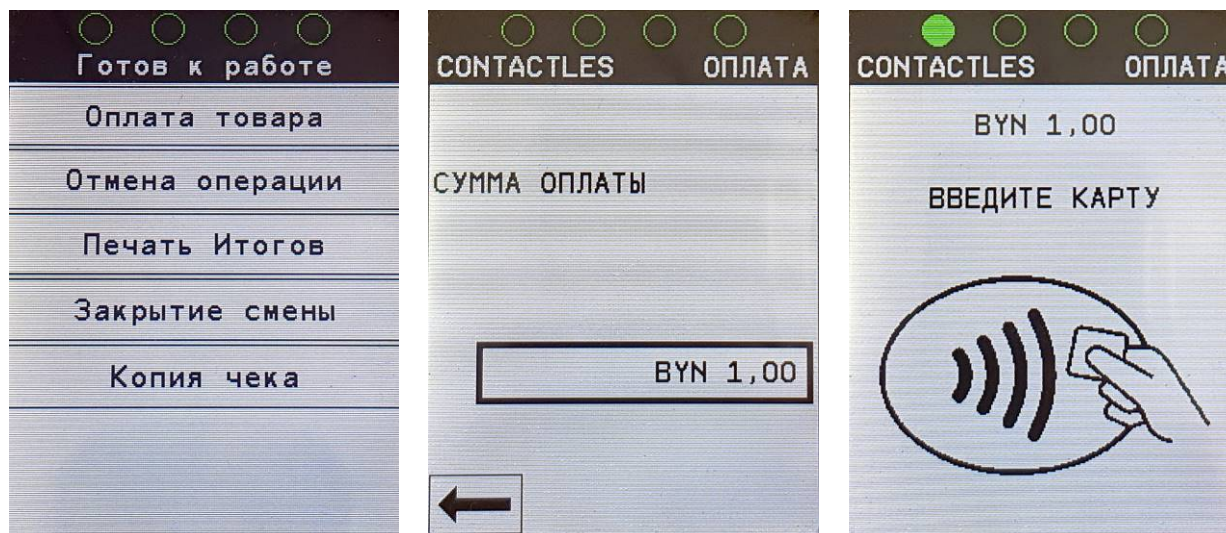 Готов к работе
Оплата товара
Отмена операции
Печать Итогов
Закрытие смены
Копия чека
CONTACTLES ОПЛАТА
СУММА ОПЛАТЫ
BYN 1,00
CONTACTLES ОПЛАТА
BYN 1,00
ВВЕДИТЕ КАРТУ